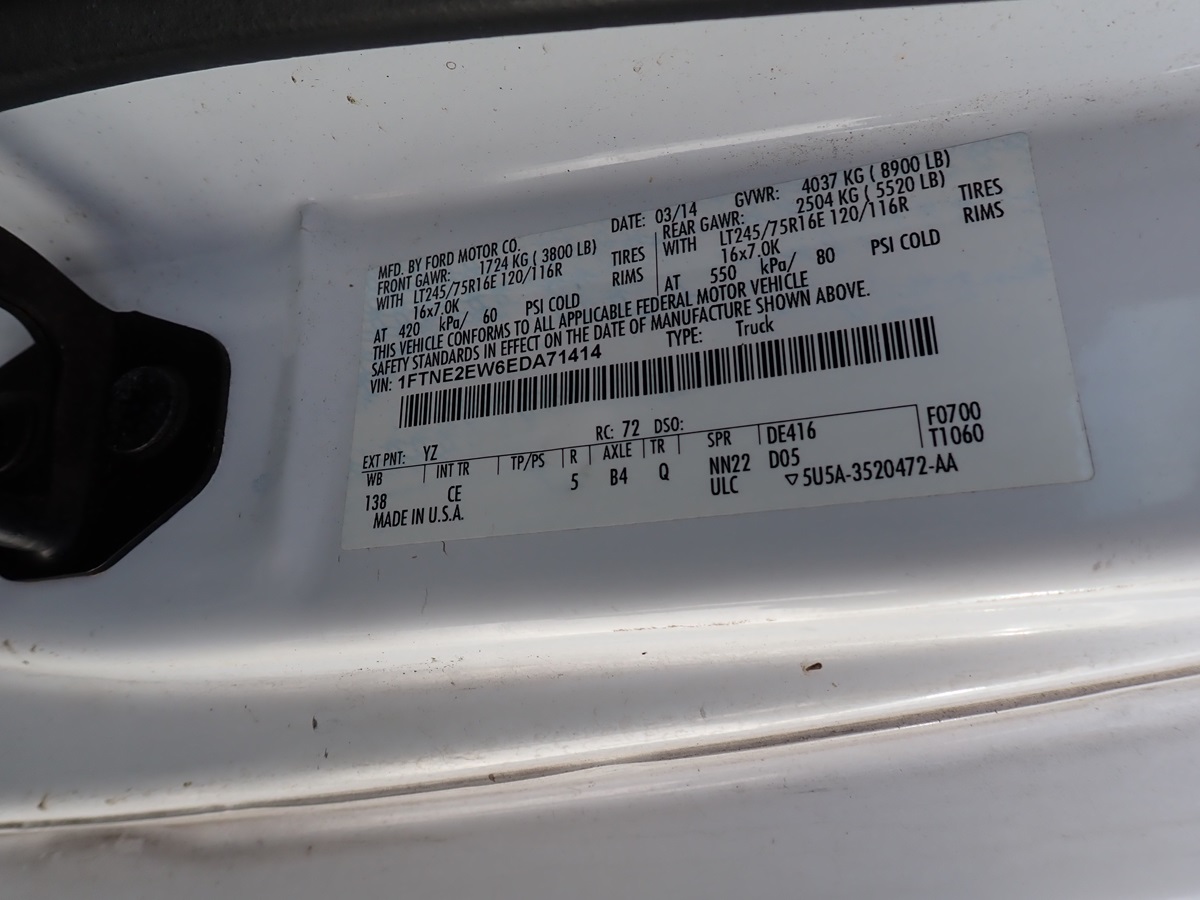 MFD. BY FORD MOTOR CO. DATE: 03/14 GVWR: 4037 KG ( 8900 LB)
FRONT GAWR: 1724 KG ( 3800 LB) REAR GAWR: 2504 KG ( 5520 LB)
WITH LT245/75R16E 120/116R TIRES WITH LT245/75R16E 120/116R TIRES
16x7.0K RIMS 16x7.0K RIMS
AT 420 kPa/ 60 PSI COLD AT 550 kPa/ 80 PSI COLD
THIS VEHICLE CONFORMS TO ALL APPLICABLE FEDERAL MOTOR VEHICLE
SAFETY STANDARDS IN EFFECT ON THE DATE OF MANUFACTURE SHOWN ABOVE.
VIN: 1FTNE2EW6EDA71414 TYPE: Truck
EXT PNT: YZ RC: 72 DSO:
WB INT TR TP/PS R AXLE TR SPR DE416 F0700
138 CE 5 B4 Q NN22 D05 T1060
MADE IN U.S.A. ULC ▽5U5A-3520472-AA